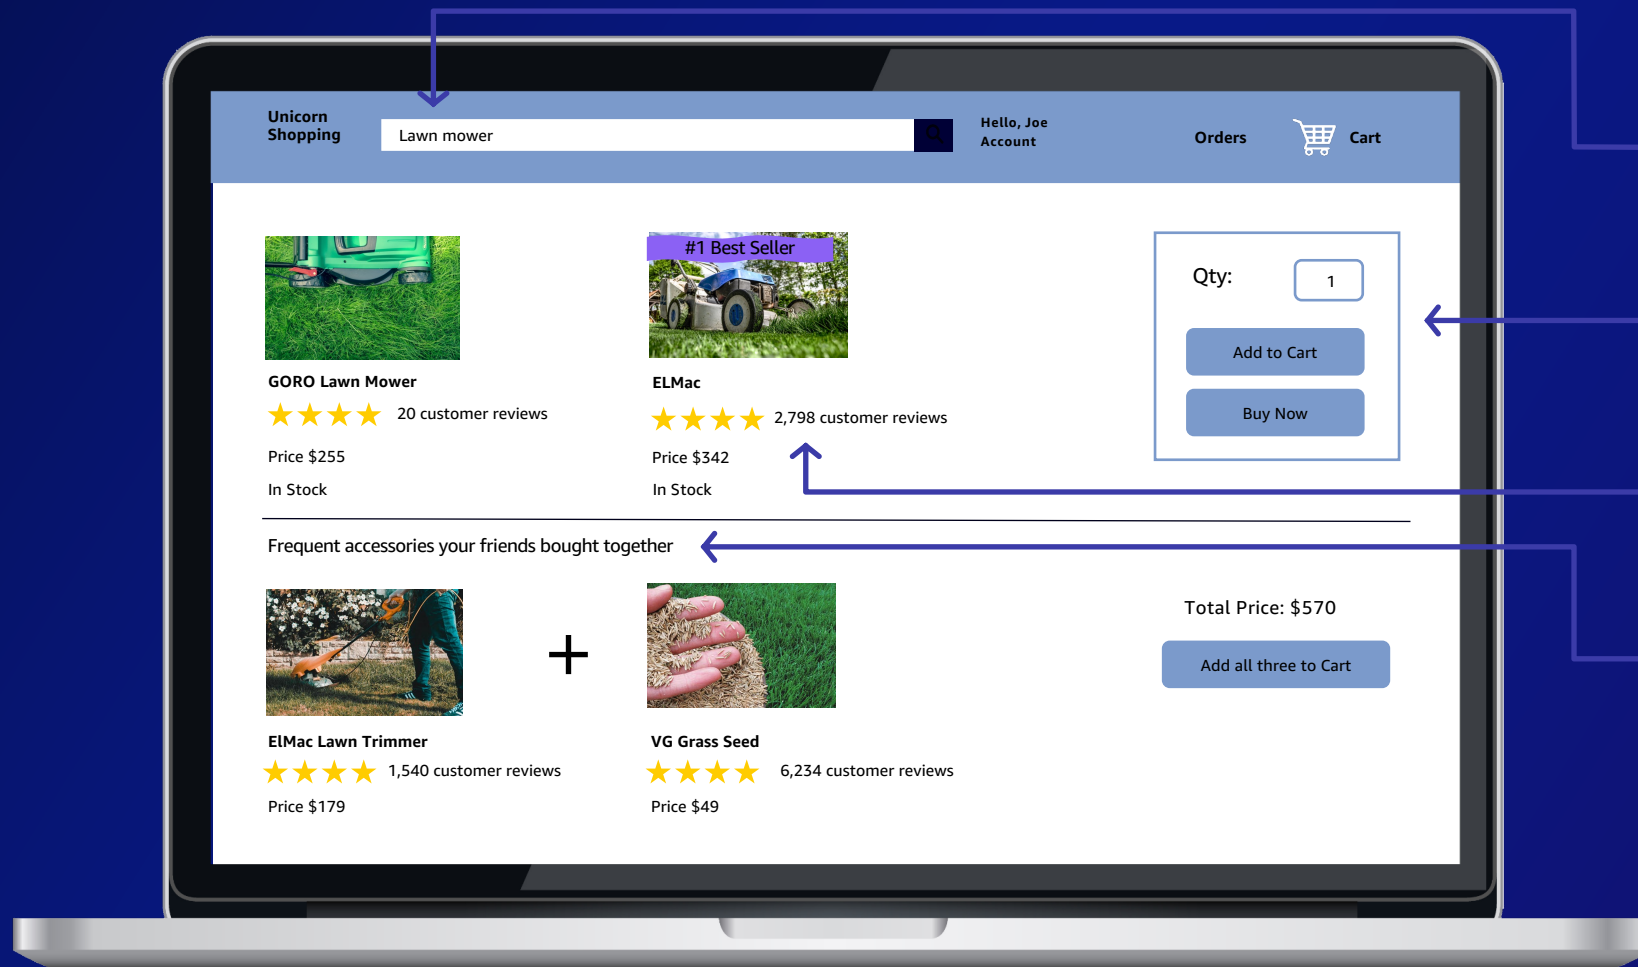 Unicorn
Shopping
Lawn mower
Hello, Joe
Account
Orders
Cart
#1 Best Seller
Qty:
1
Add to Cart
Buy Now
GORO Lawn Mower
20 customer reviews
Price $255
In Stock
ELMac
2,798 customer reviews
Price $342
In Stock
Frequent accessories your friends bought together
ElMac Lawn Trimmer
1,540 customer reviews
Price $179
+
VG Grass Seed
6,234 customer reviews
Price $49
Total Price: $570
Add all three to Cart